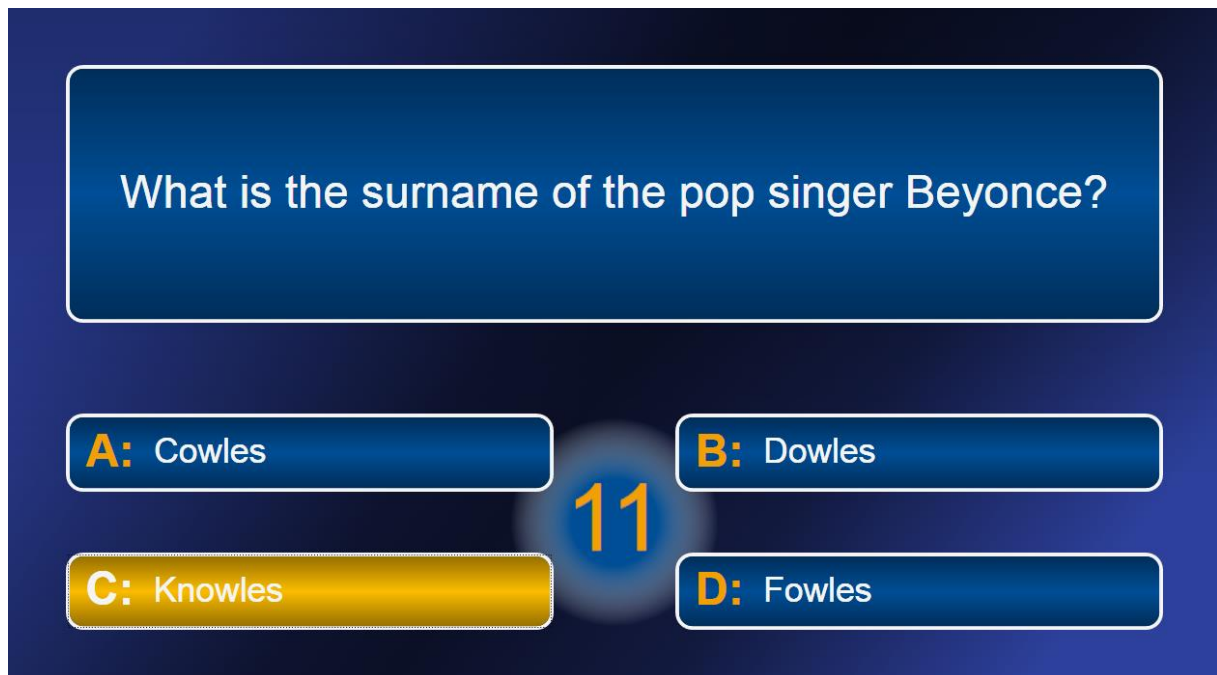 What is the surname of the pop singer Beyonce?
A: Cowles
B: Dowles
11
C: Knowles
D: Fowles